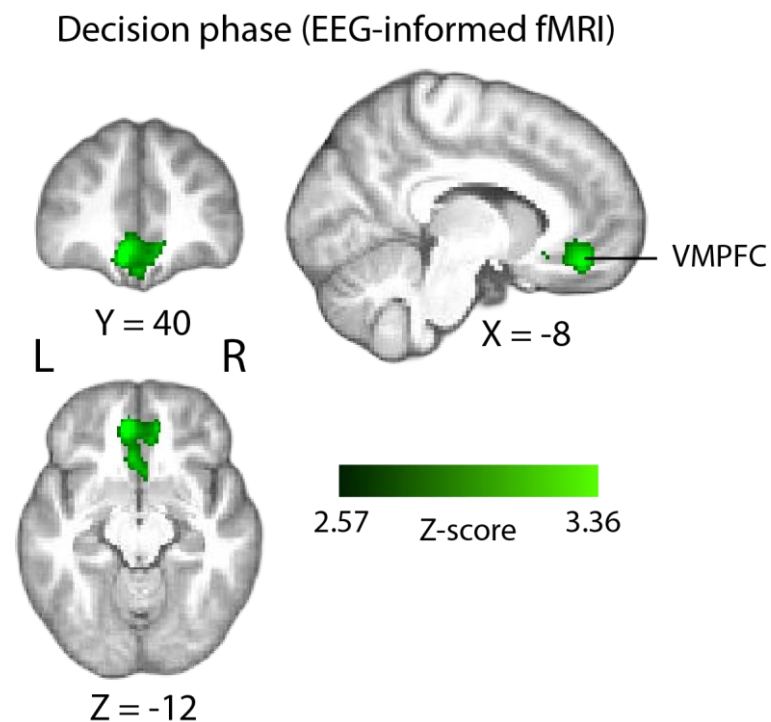 Decision phase (EEG-informed fMRI)
VMPFC
Y = 40
X = -8
L R
2.57 Z-score 3.36
Z = -12